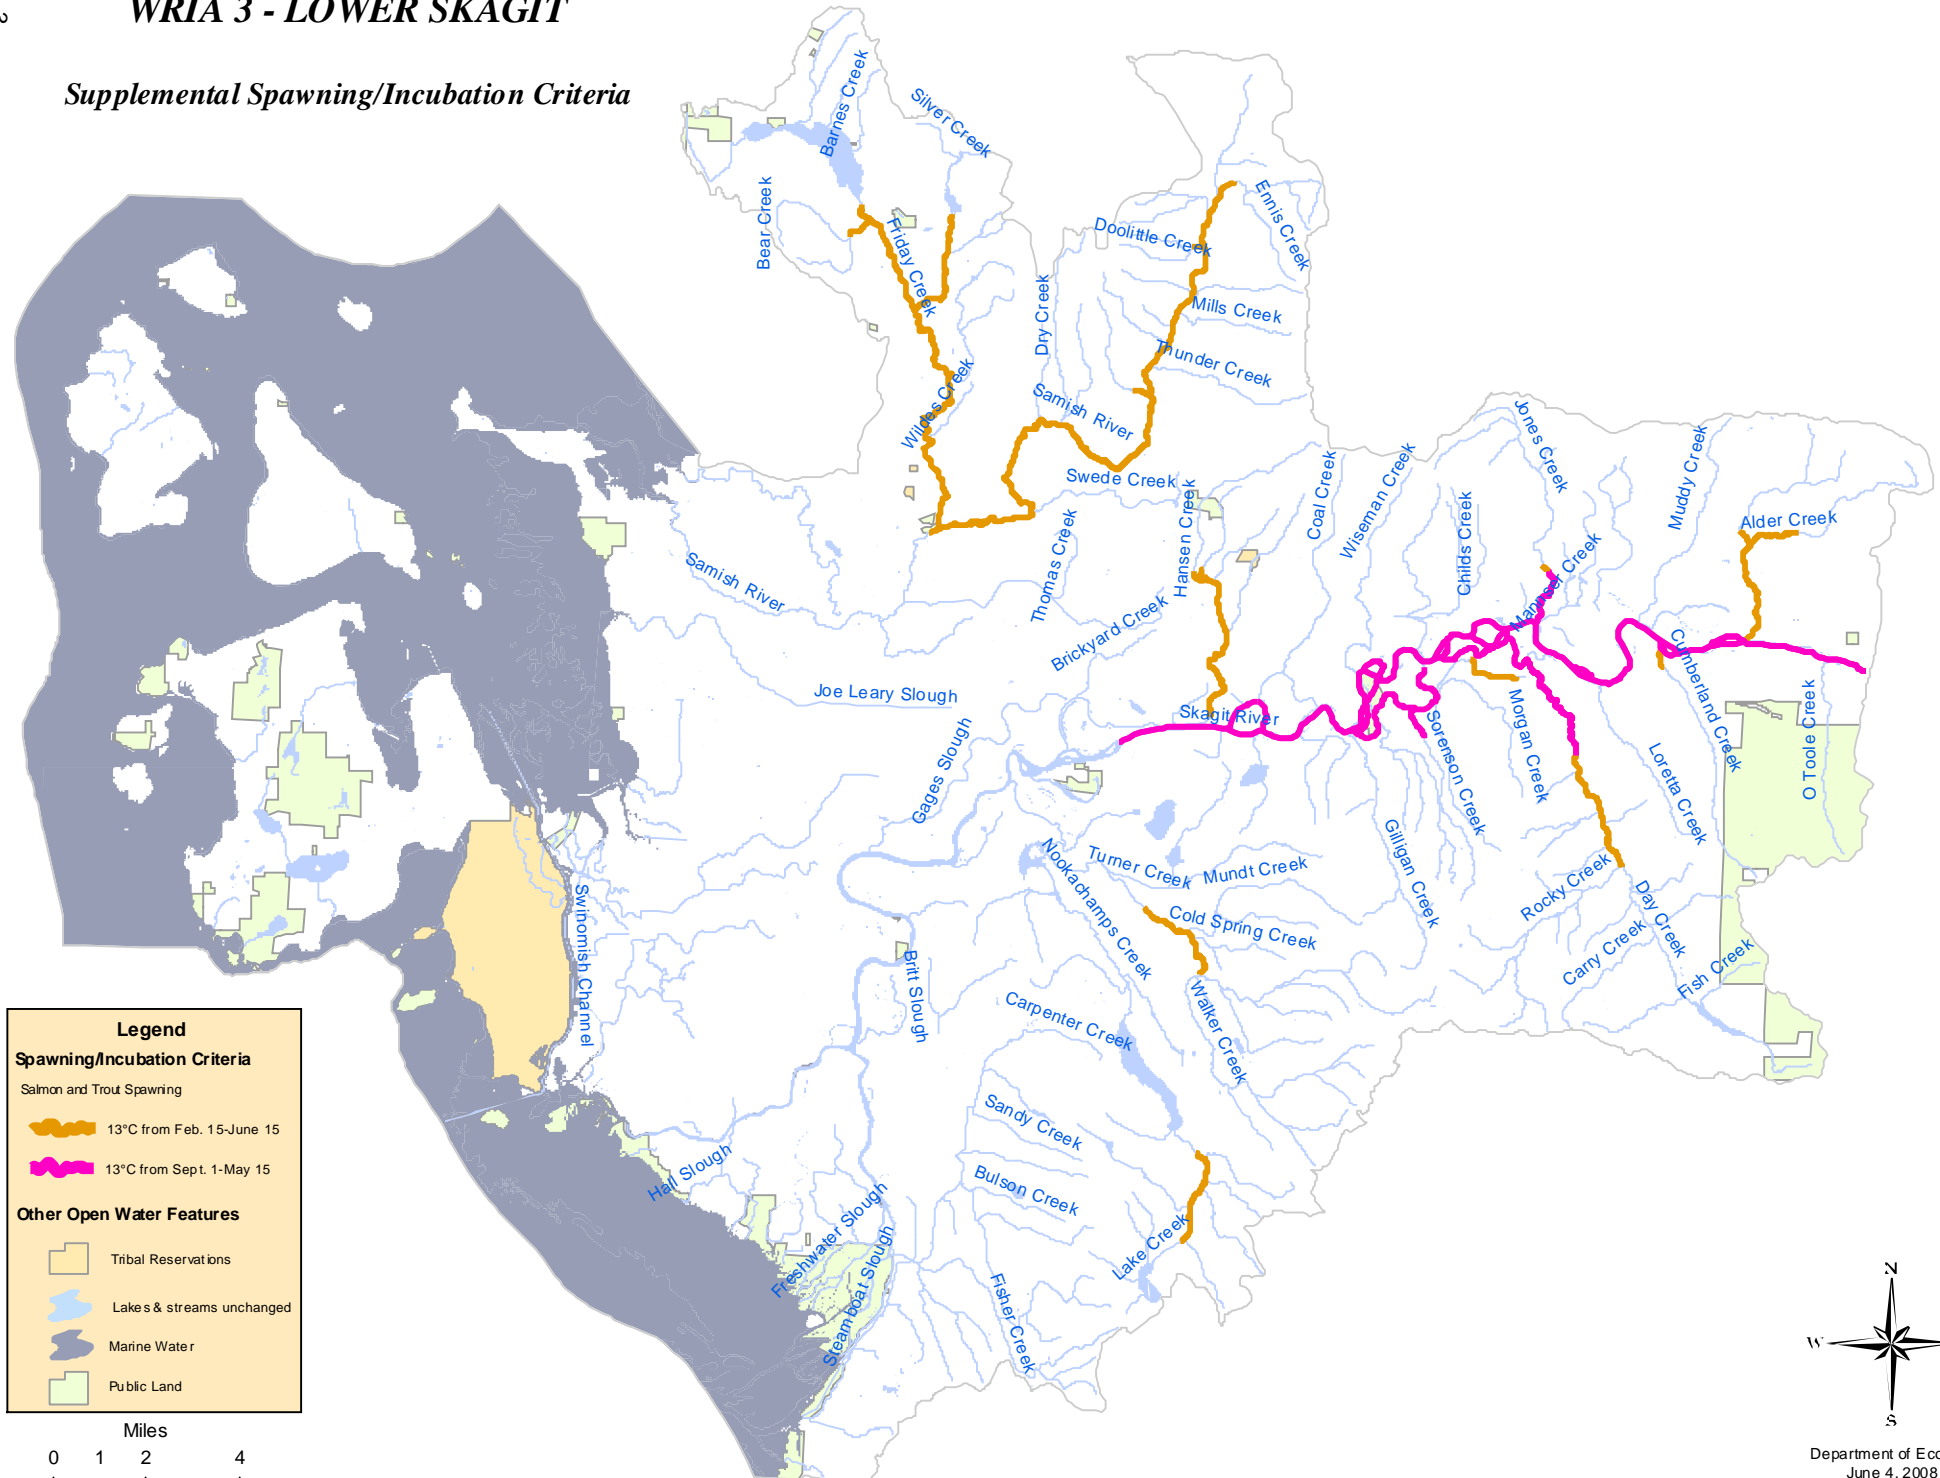 WRIA 3 - LOWER SKAGIT
Supplemental Spawning/Incubation Criteria
Barnes Creek
Silver Creek
Bear Creek
Friday Creek
Ennis Creek
Doolittle Creek
Mills Creek
Dry Creek
Thunder Creek
Wildes Creek
Samish River
Swede Creek
Jones Creek
Muddy Creek
Coal Creek
Wiseman Creek
Childs Creek
Alder Creek
Hansen Creek
Thomas Creek
Samish River
Mannser Creek
Brickyard Creek
Cumberland Creek
Joe Leary Slough
Skagit River
Gages Slough
Sorenson Creek
Morgan Creek
Loretta Creek
O Toole Creek
Gilligan Creek
Nookachamps Creek
Turner Creek
Mundt Creek
Rocky Creek
Day Creek
Cold Spring Creek
Carry Creek
Fish Creek
Swinomish Channel
Britt Slough
Carpenter Creek
Walker Creek
Sandy Creek
Bulson Creek
Hall Slough
Freshwater Slough
Steamboat Slough
Lake Creek
Fisher Creek
Legend
Spawning/Incubation Criteria
Salmon and Trout Spawning
13°C from Feb. 15-June 15
13°C from Sept. 1-May 15
Other Open Water Features
Tribal Reservations
Lakes & streams unchanged
Marine Water
Public Land
Miles
0 1 2 4
N
W
S
Department of Eco
June 4, 2008